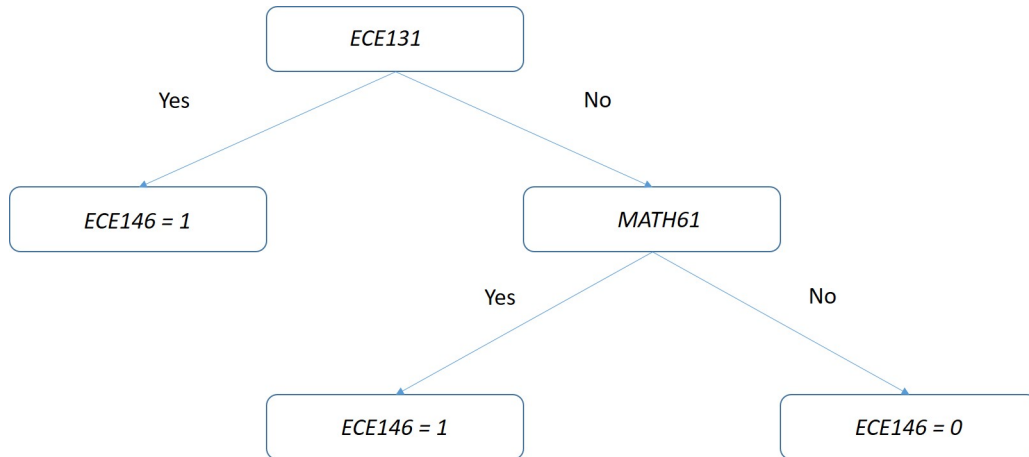 ECE131
Yes
No
ECE146 = 1
MATH61
Yes
No
ECE146 = 1
ECE146 = 0